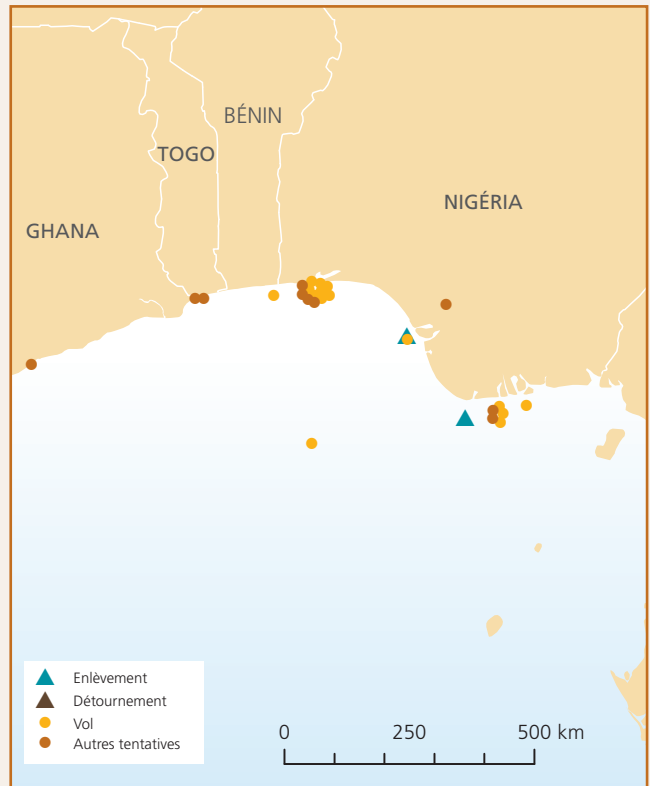 BÉNIN
TOGO
NIGÉRIA
GHANA
Enlèvement
Détournement
Vol
Autres tentatives
0 250 500 km